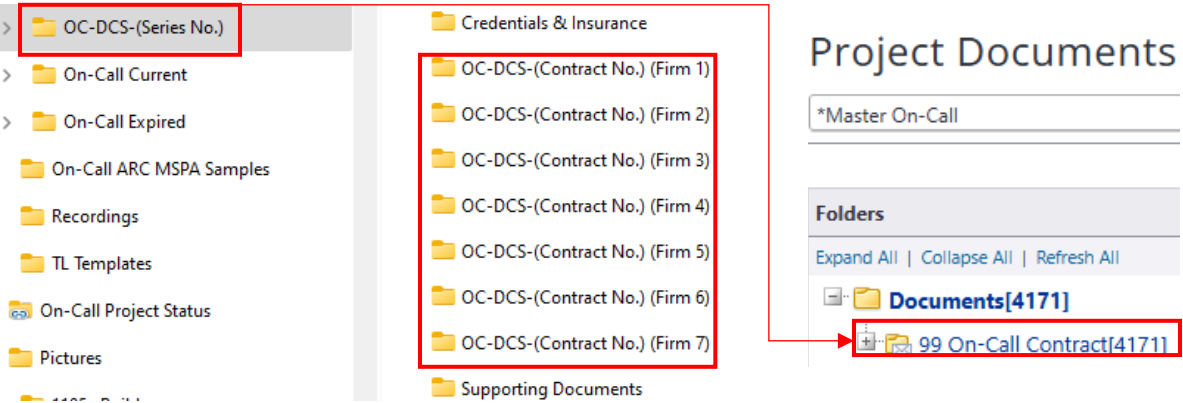 OC-DCS-(Series No.)
On-Call Current
On-Call Expired
On-Call ARC MSPA Samples
Recordings
TL Templates
On-Call Project Status
Pictures
Credentials & Insurance
OC-DCS-(Contract No.) (Firm 1)
OC-DCS-(Contract No.) (Firm 2)
OC-DCS-(Contract No.) (Firm 3)
OC-DCS-(Contract No.) (Firm 4)
OC-DCS-(Contract No.) (Firm 5)
OC-DCS-(Contract No.) (Firm 6)
OC-DCS-(Contract No.) (Firm 7)
Supporting Documents
Project Documents
*Master On-Call
Folders
Expand All | Collapse All | Refresh All
Documents[4171]
99 On-Call Contract[4171]